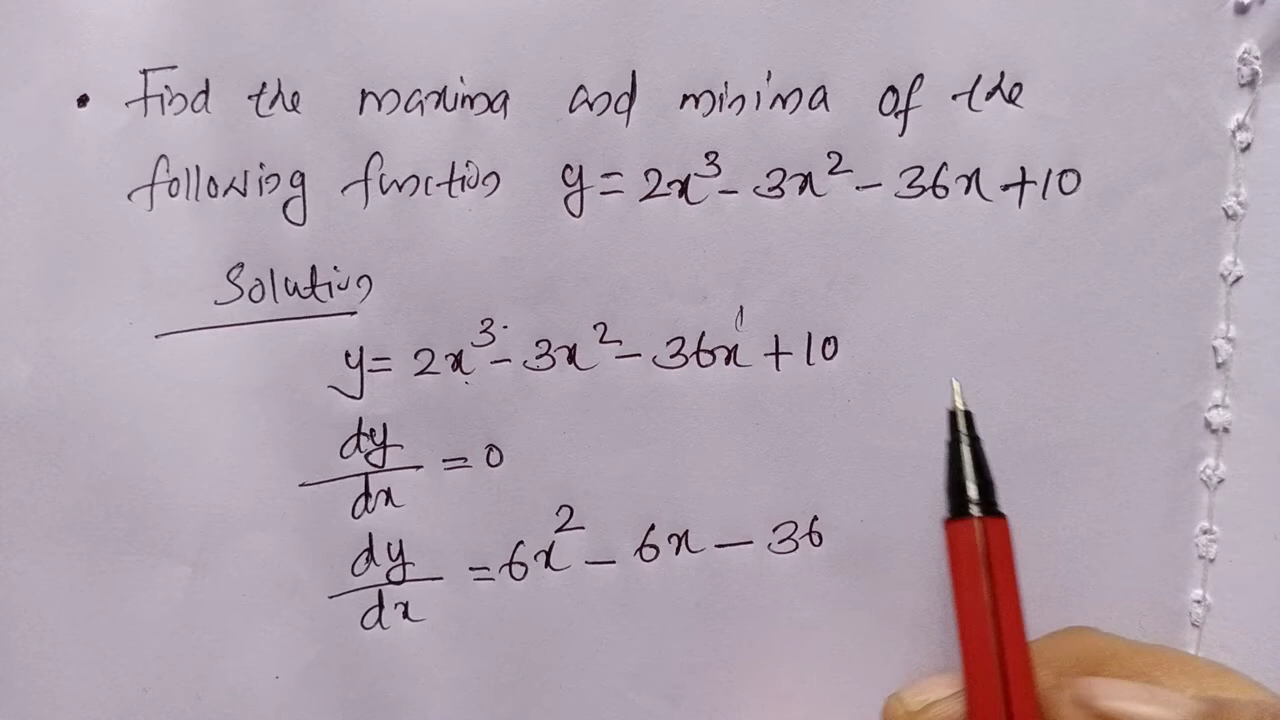 • Find the maxima and minima of the
following function y = 2x³ - 3x² - 36x + 10
Solution
y = 2x³ - 3x² - 36x¹ + 10
dy/dx = 0
dy/dx = 6x² - 6x - 36